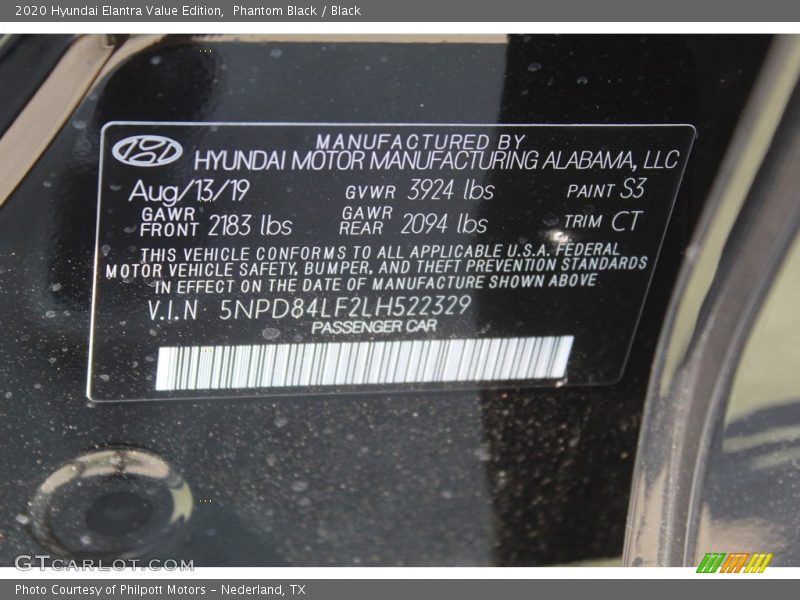 2020 Hyundai Elantra Value Edition, Phantom Black / Black
MANUFACTURED BY
HYUNDAI MOTOR MANUFACTURING ALABAMA, LLC
Aug/13/19 GVWR 3924 lbs PAINT S3
GAWR FRONT 2183 lbs GAWR REAR 2094 lbs TRIM CT
THIS VEHICLE CONFORMS TO ALL APPLICABLE U.S.A. FEDERAL
MOTOR VEHICLE SAFETY, BUMPER, AND THEFT PREVENTION STANDARDS
IN EFFECT ON THE DATE OF MANUFACTURE SHOWN ABOVE
V.I.N 5NPD84LF2LH522329
PASSENGER CAR
GTCARLOT.COM
Photo Courtesy of Philpott Motors - Nederland, TX